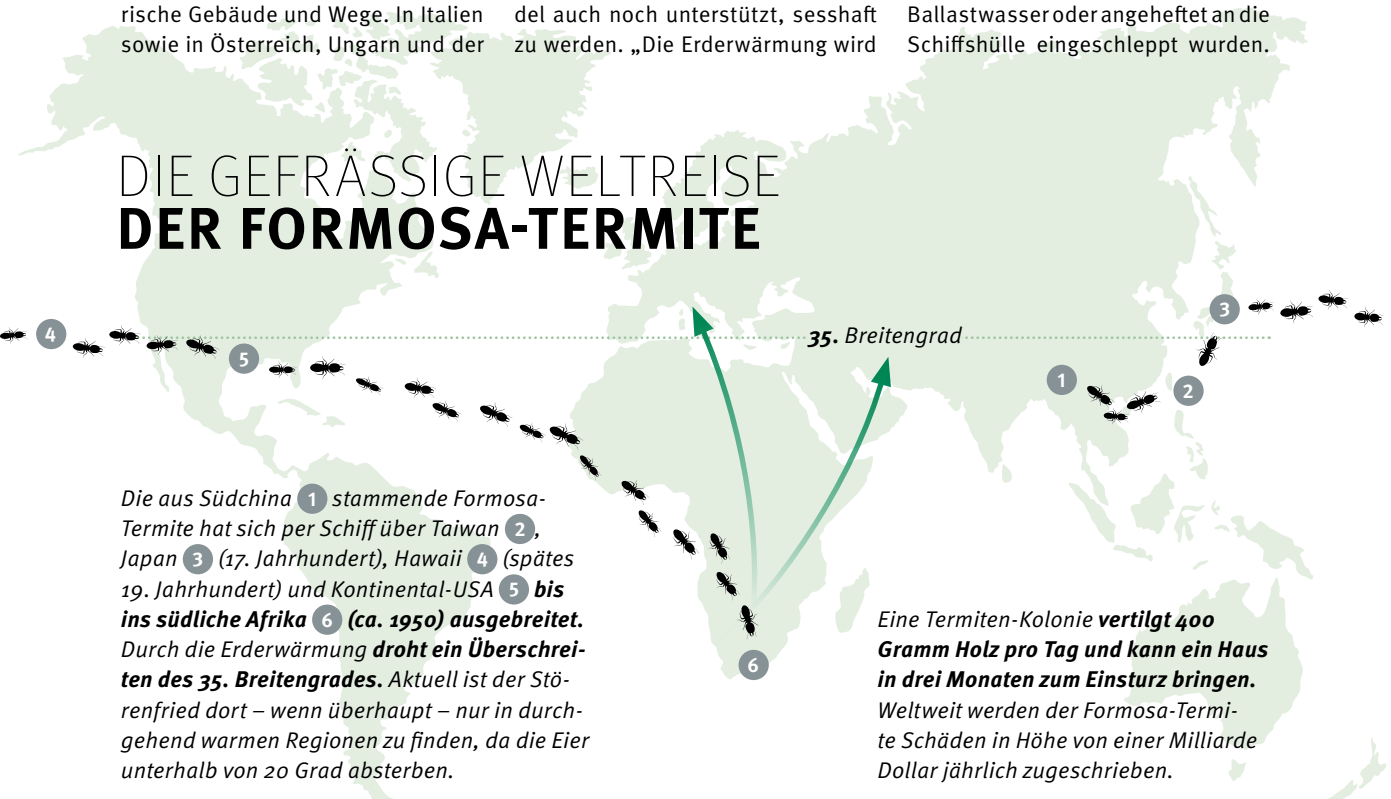 rische Gebäude und Wege. In Italien
sowie in Österreich, Ungarn und der
del auch noch unterstützt, sesshaft
zu werden. „Die Erderwärmung wird
Ballastwasser oder angeheftet an die
Schiffshülle eingeschleppt wurden.
DIE GEFRÄSSIGE WELTREISE
DER FORMOSA-TERMITE
35. Breitengrad
4
5
1
2
3
6
Die aus Südchina 1 stammende Formosa-
Termite hat sich per Schiff über Taiwan 2,
Japan 3 (17. Jahrhundert), Hawaii 4 (spätes
19. Jahrhundert) und Kontinental-USA 5 bis
ins südliche Afrika 6 (ca. 1950) ausgebreitet.
Durch die Erderwärmung droht ein Überschrei-
ten des 35. Breitengrades. Aktuell ist der Stö-
renfried dort – wenn überhaupt – nur in durch-
gehend warmen Regionen zu finden, da die Eier
unterhalb von 20 Grad absterben.
Eine Termiten-Kolonie vertilgt 400
Gramm Holz pro Tag und kann ein Haus
in drei Monaten zum Einsturz bringen.
Weltweit werden der Formosa-Termi-
te Schäden in Höhe von einer Milliarde
Dollar jährlich zugeschrieben.